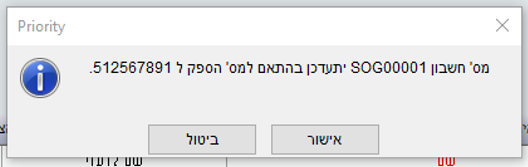 Priority
מס' חשבון SOG00001 יתעדכן בהתאם למס' הספק ל 512567891.
אישור
ביטול